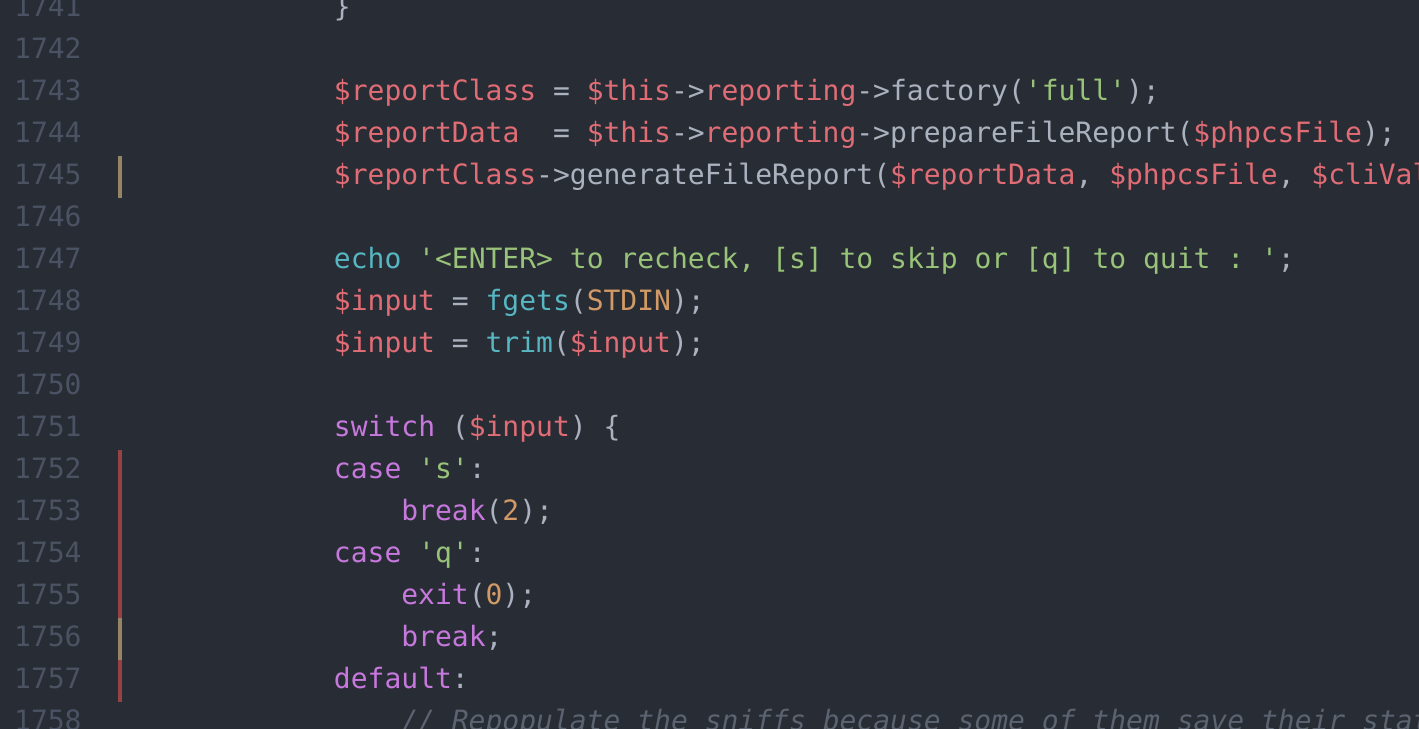 1741 }
1742
1743 $reportClass = $this->reporting->factory('full');
1744 $reportData  = $this->reporting->prepareFileReport($phpcsFile);
1745 $reportClass->generateFileReport($reportData, $phpcsFile, $cliVal
1746
1747 echo '<ENTER> to recheck, [s] to skip or [q] to quit : ';
1748 $input = fgets(STDIN);
1749 $input = trim($input);
1750
1751 switch ($input) {
1752 case 's':
1753     break(2);
1754 case 'q':
1755     exit(0);
1756     break;
1757 default:
1758     // Repopulate the sniffs because some of them save their sta